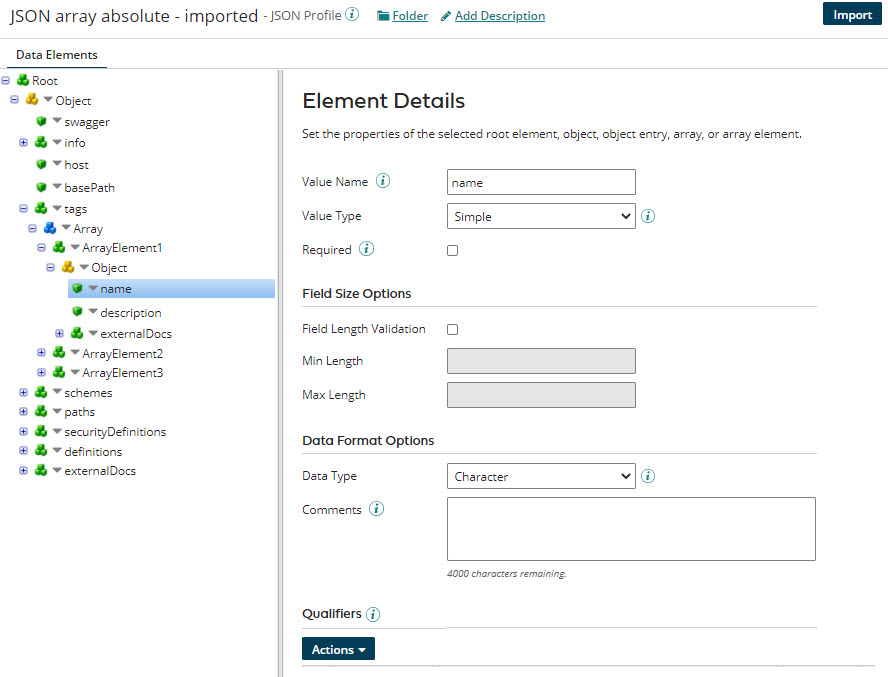 JSON array absolute - imported - JSON Profile i Folder Add Description Import
Data Elements
Root
Object
swagger
info
host
basePath
tags
Array
ArrayElement1
Object
name
description
externalDocs
ArrayElement2
ArrayElement3
schemes
paths
securityDefinitions
definitions
externalDocs
Element Details
Set the properties of the selected root element, object, object entry, array, or array element.
Value Name i name
Value Type Simple i
Required i
Field Size Options
Field Length Validation
Min Length
Max Length
Data Format Options
Data Type Character i
Comments i
4000 characters remaining.
Qualifiers i
Actions